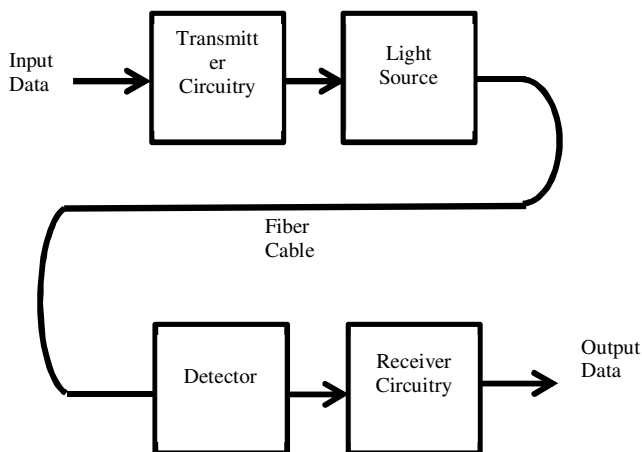 Input
Data
Transmitt
er
Circuitry
Light
Source
Fiber
Cable
Detector
Receiver
Circuitry
Output
Data